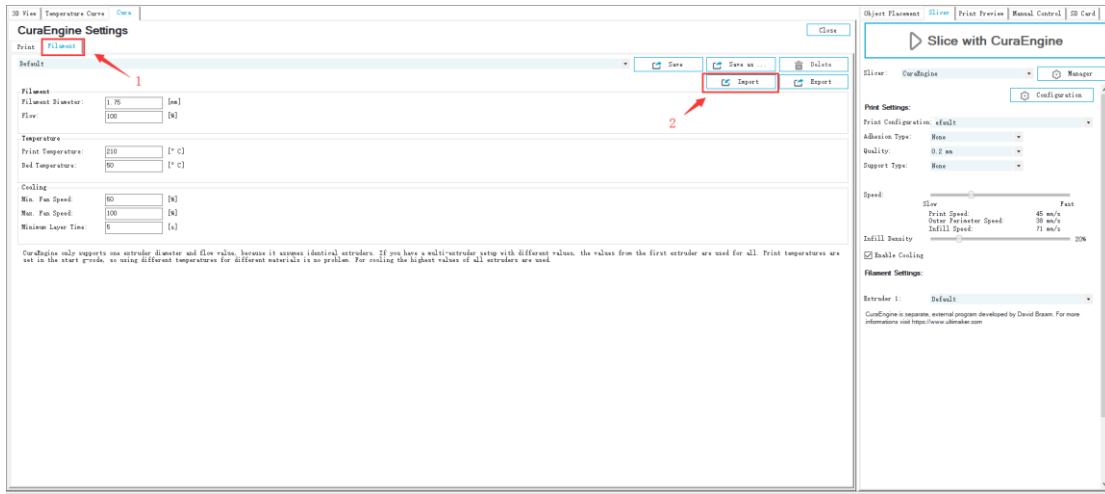 3D View Temperature Curve Cura
CuraEngine Settings
Close
Print Filament
1
Default
Save
Save as ...
Delete
Import
Export
2
Filament
Filament Diameter: 1.75 [mm]
Flow: 100 [%]
Temperature
Print Temperature: 210 [° C]
Bed Temperature: 50 [° C]
Cooling
Min. Fan Speed: 50 [%]
Max. Fan Speed: 100 [%]
Minimum Layer Time: 5 [s]
CuraEngine only supports one extruder diameter and flow value, because it assumes identical extruders. If you have a multi-extruder setup with different values, the values from the first extruder are used for all. Print temperatures are
set in the start g-code, so using different temperatures for different materials is no problem. For cooling the highest values of all extruders are used.
Object Placement Slicer Print Preview Manual Control SD Card
Slice with CuraEngine
Slicer: CuraEngine
Manager
Configuration
Print Settings:
Print Configuration: efault
Adhesion Type: None
Quality: 0.2 mm
Support Type: None
Speed:
Slow Fast
Print Speed: 45 mm/s
Outer Perimeter Speed: 38 mm/s
Infill Speed: 71 mm/s
Infill Density 20%
Enable Cooling
Filament Settings:
Extruder 1: Default
CuraEngine is separate, external program developed by David Braam. For more
informations visit https://www.ultimaker.com